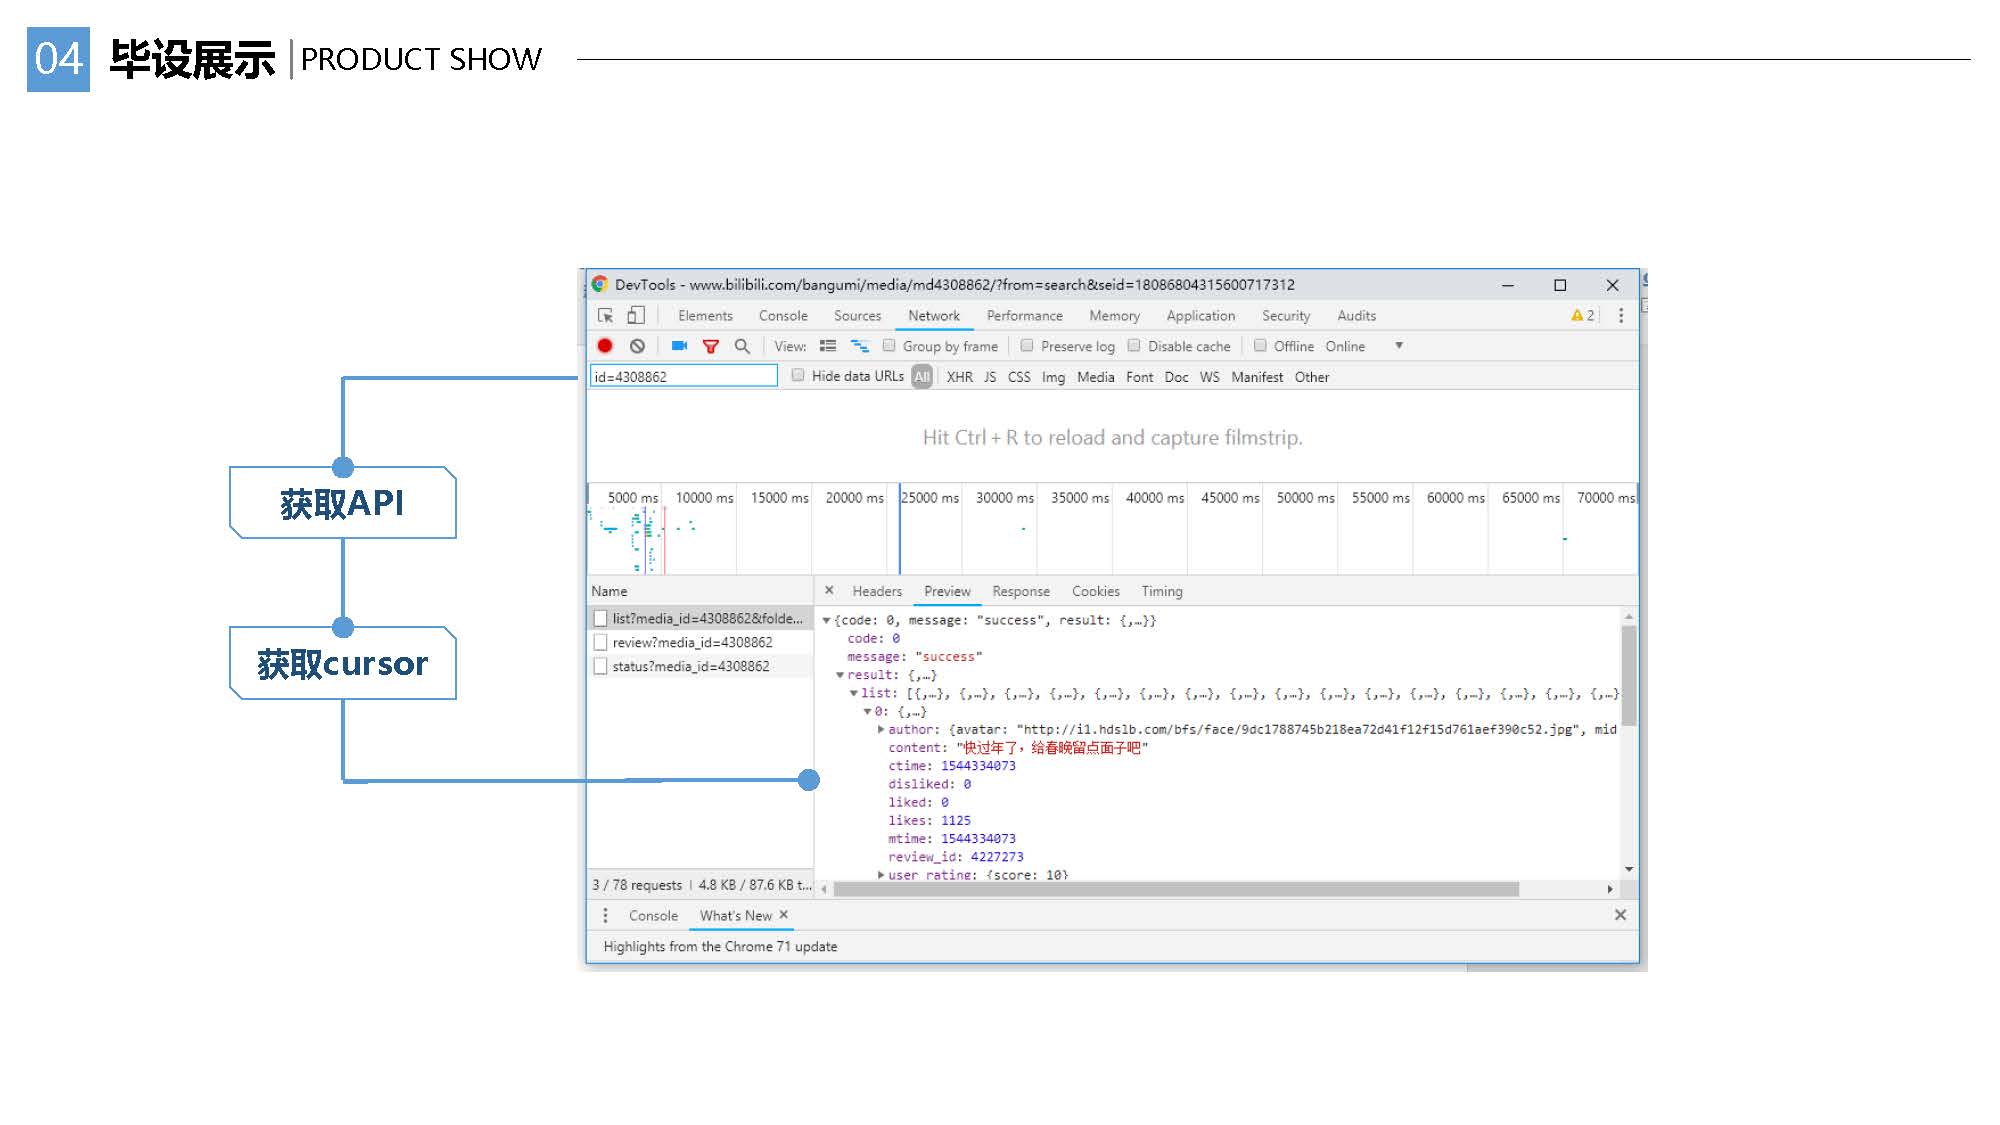 04 毕设展示 PRODUCT SHOW
DevTools - www.bilibili.com/bangumi/media/md4308862/?from=search&seid=18086804315600717312
Elements Console Sources Network Performance Memory Application Security Audits 2
View: Group by frame Preserve log Disable cache Offline Online
id=4308862 Hide data URLs All XHR JS CSS Img Media Font Doc WS Manifest Other
Hit Ctrl + R to reload and capture filmstrip.
获取API
5000 ms 10000 ms 15000 ms 20000 ms 25000 ms 30000 ms 35000 ms 40000 ms 45000 ms 50000 ms 55000 ms 60000 ms 65000 ms 70000 ms
Name Headers Preview Response Cookies Timing
list?media_id=4308862&folde...
review?media_id=4308862
status?media_id=4308862
获取cursor
{code: 0, message: "success", result: {,…}}
code: 0
message: "success"
result: {,…}
list: [{,…}, {,…}, {,…}, {,…}, {,…}, {,…}, {,…}, {,…}, {,…}, {,…}, {,…}, {,…}, {,…}, {,…}, {,…}, {,…}
0: {,…}
author: {avatar: "http://i1.hdslb.com/bfs/face/9dc1788745b218ea72d41f12f15d761aef390c52.jpg", mid
content: "快过年了，给春晚留点面子吧"
ctime: 1544334073
disliked: 0
liked: 0
likes: 1125
mtime: 1544334073
review_id: 4227273
user_rating: {score: 10}
3 / 78 requests | 4.8 KB / 87.6 KB t...
Console What's New
Highlights from the Chrome 71 update